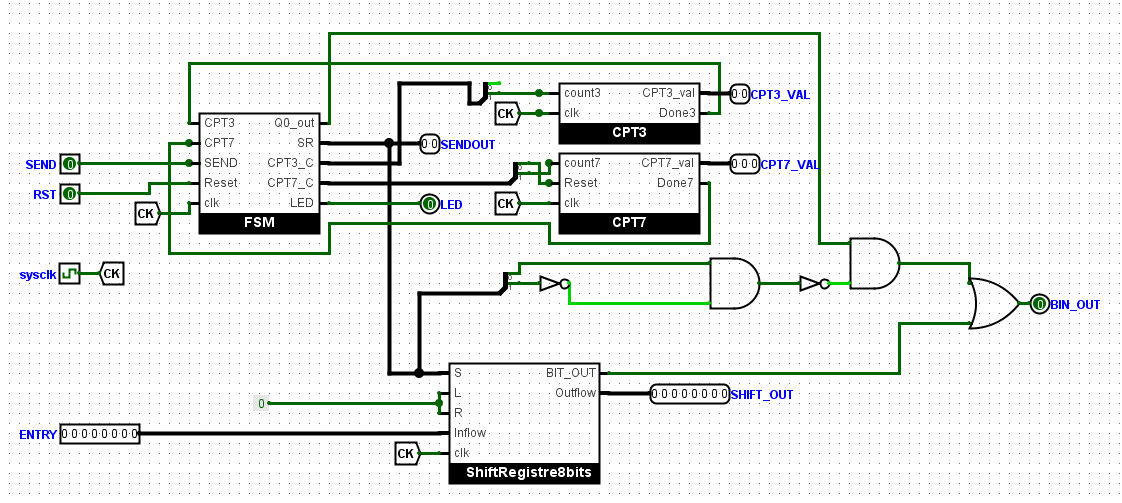 count3
CPT3_val
0 0
CPT3_VAL
CK
clk
Done3
CPT3
CPT3
Q0_out
CPT7
SR
0 0
SENDOUT
SEND
0
SEND
CPT3_C
count7
CPT7_val
0 0 0
CPT7_VAL
RST
0
Reset
CPT7_C
Reset
Done7
CK
clk
LED
0
LED
CK
clk
FSM
CPT7
sysclk
CK
0
BIN_OUT
S
BIT_OUT
L
Outflow
0 0 0 0 0 0 0 0
SHIFT_OUT
0
R
ENTRY
0 0 0 0 0 0 0 0
Inflow
CK
clk
ShiftRegistre8bits